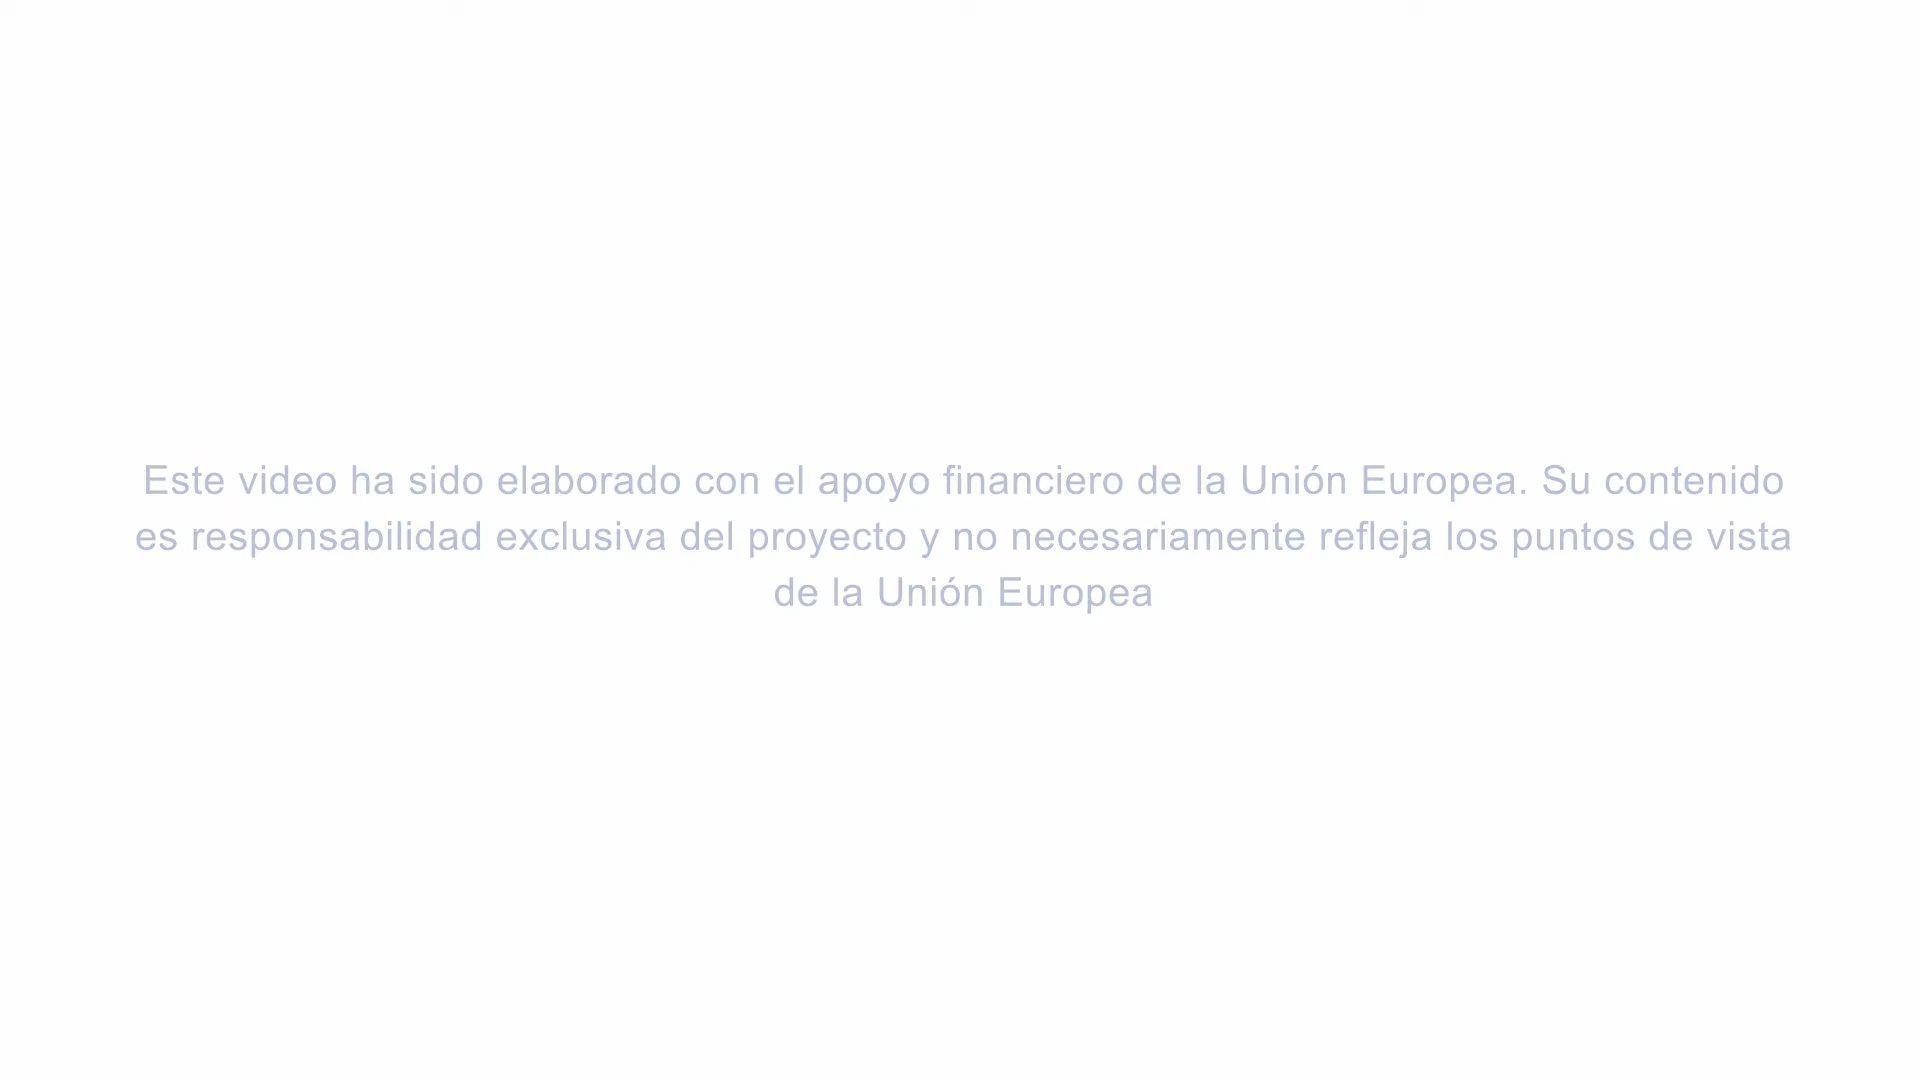 Este video ha sido elaborado con el apoyo financiero de la Unión Europea. Su contenido
es responsabilidad exclusiva del proyecto y no necesariamente refleja los puntos de vista
de la Unión Europea